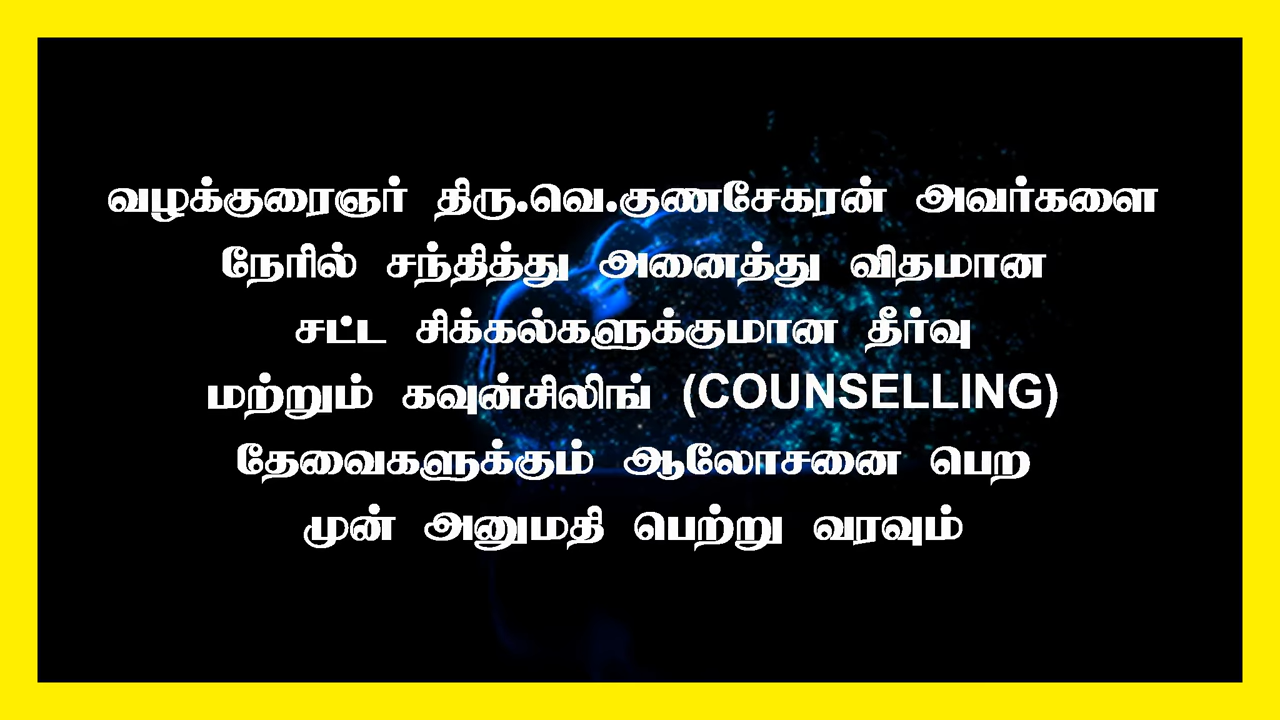 வழக்குரைஞர் திரு.வெ.குணசேகரன் அவர்களை
நேரில் சந்தித்து அனைத்து விதமான
சட்ட சிக்கல்களுக்குமான தீர்வு
மற்றும் கவுன்சிலிங் (COUNSELLING)
தேவைகளுக்கும் ஆலோசனை பெற
முன் அனுமதி பெற்று வரவும்